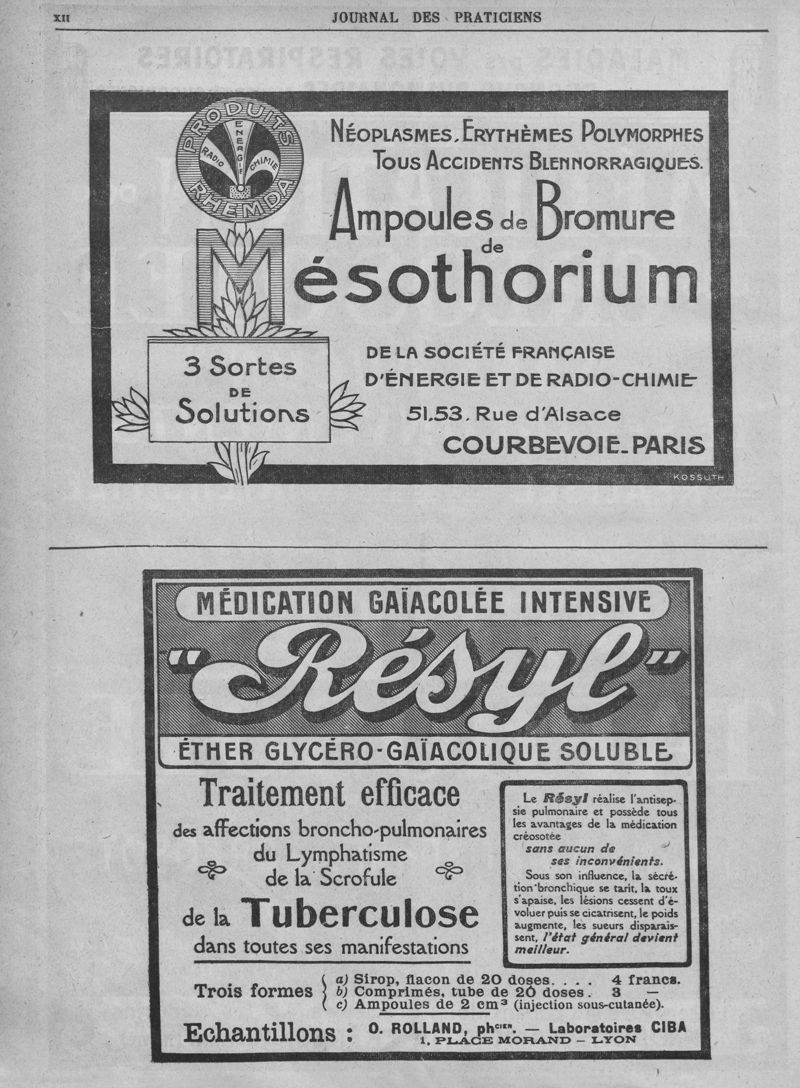 XII
JOURNAL DES PRATICIENS
PRODUITS
RADIO
ENERGIE
CHIMIE
RHEMDA
NÉOPLASMES, ERYTHÈMES POLYMORPHES
TOUS ACCIDENTS BLENNORRAGIQUES.
Ampoules de Bromure
de
Mésothorium
3 Sortes
DE
Solutions
DE LA SOCIÉTÉ FRANÇAISE
D'ÉNERGIE ET DE RADIO-CHIMIE
51.53. Rue d'Alsace
COURBEVOIE-PARIS
KOSSUTH
MÉDICATION GAÏACOLÉE INTENSIVE
"Résyl"
ÉTHER GLYCÉRO-GAÏACOLIQUE SOLUBLE
Traitement efficace
des affections broncho-pulmonaires
du Lymphatisme
de la Scrofule
de la Tuberculose
dans toutes ses manifestations
Le Résyl réalise l'antisep-
sie pulmonaire et possède tous
les avantages de la médication
créosotée
sans aucun de
ses inconvénients.
Sous son influence, la sécré-
tion bronchique se tarit, la toux
s'apaise, les lésions cessent d'é-
voluer puis se cicatrisent, le poids
augmente, les sueurs disparais-
sent, l'état général devient
meilleur.
Trois formes
a) Sirop, flacon de 20 doses. . . . 4 francs.
b) Comprimés, tube de 20 doses. 3 —
c) Ampoules de 2 cm³ (injection sous-cutanée).
Echantillons : O. ROLLAND, phcien. — Laboratoires CIBA
1, PLACE MORAND — LYON